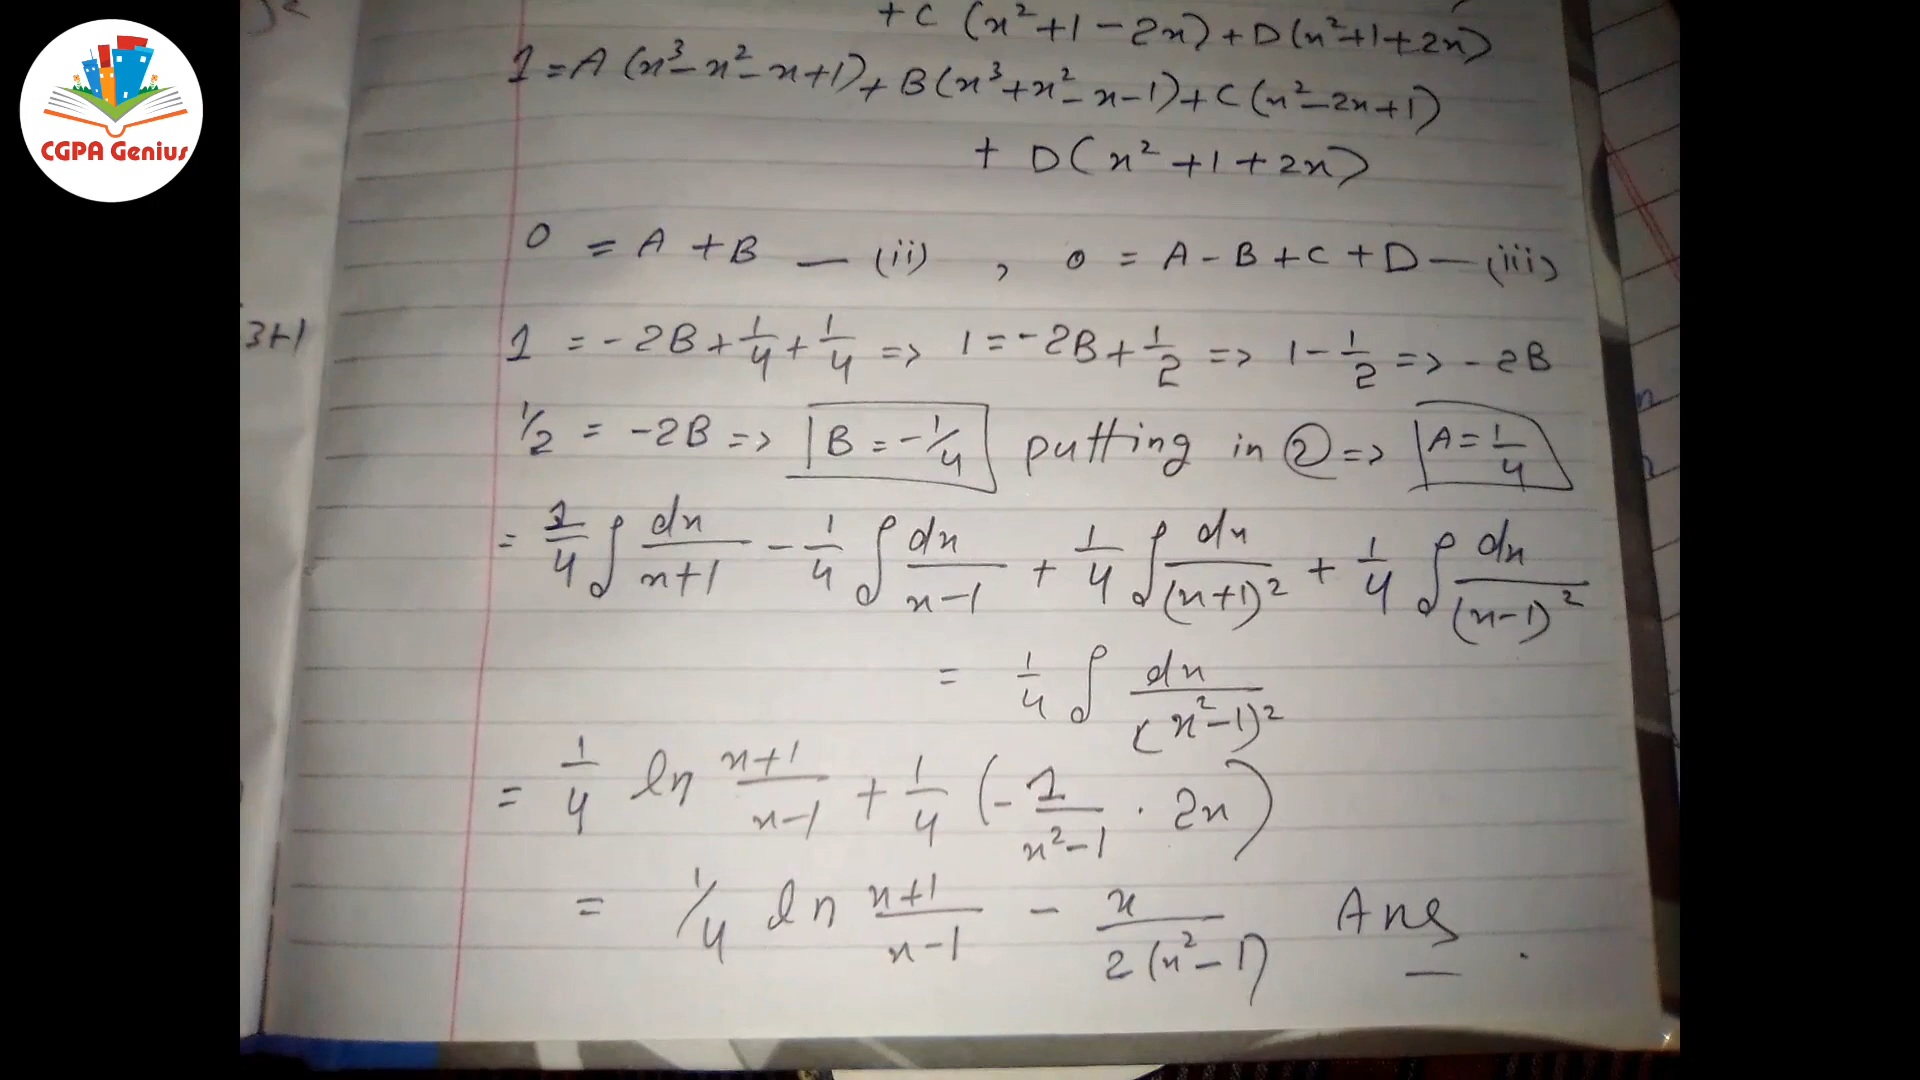 CGPA Genius
+ C (x²+1-2x)+D(x²+1+2x)
1=A (x³-x²-x+1)+B(x³+x²-x-1)+C(x²-2x+1)
+ D(x²+1+2x)
0 = A+B — (ii) , 0 = A-B+C+D—(iii)
3+1
1 = -2B+1/4+1/4 => 1=-2B+1/2 => 1-1/2 => -2B
1/2 = -2B => B=-1/4 putting in ② => A=1/4
= 1/4 ∫ dx/(x+1) - 1/4 ∫ dx/(x-1) + 1/4 ∫ dx/(x+1)² + 1/4 ∫ dx/(x-1)²
= 1/4 ∫ dx/(x²-1)²
= 1/4 ln (x+1)/(x-1) + 1/4 (-1/(x²-1) · 2x)
= 1/4 ln (x+1)/(x-1) - x/(2(x²-1)) Ans .